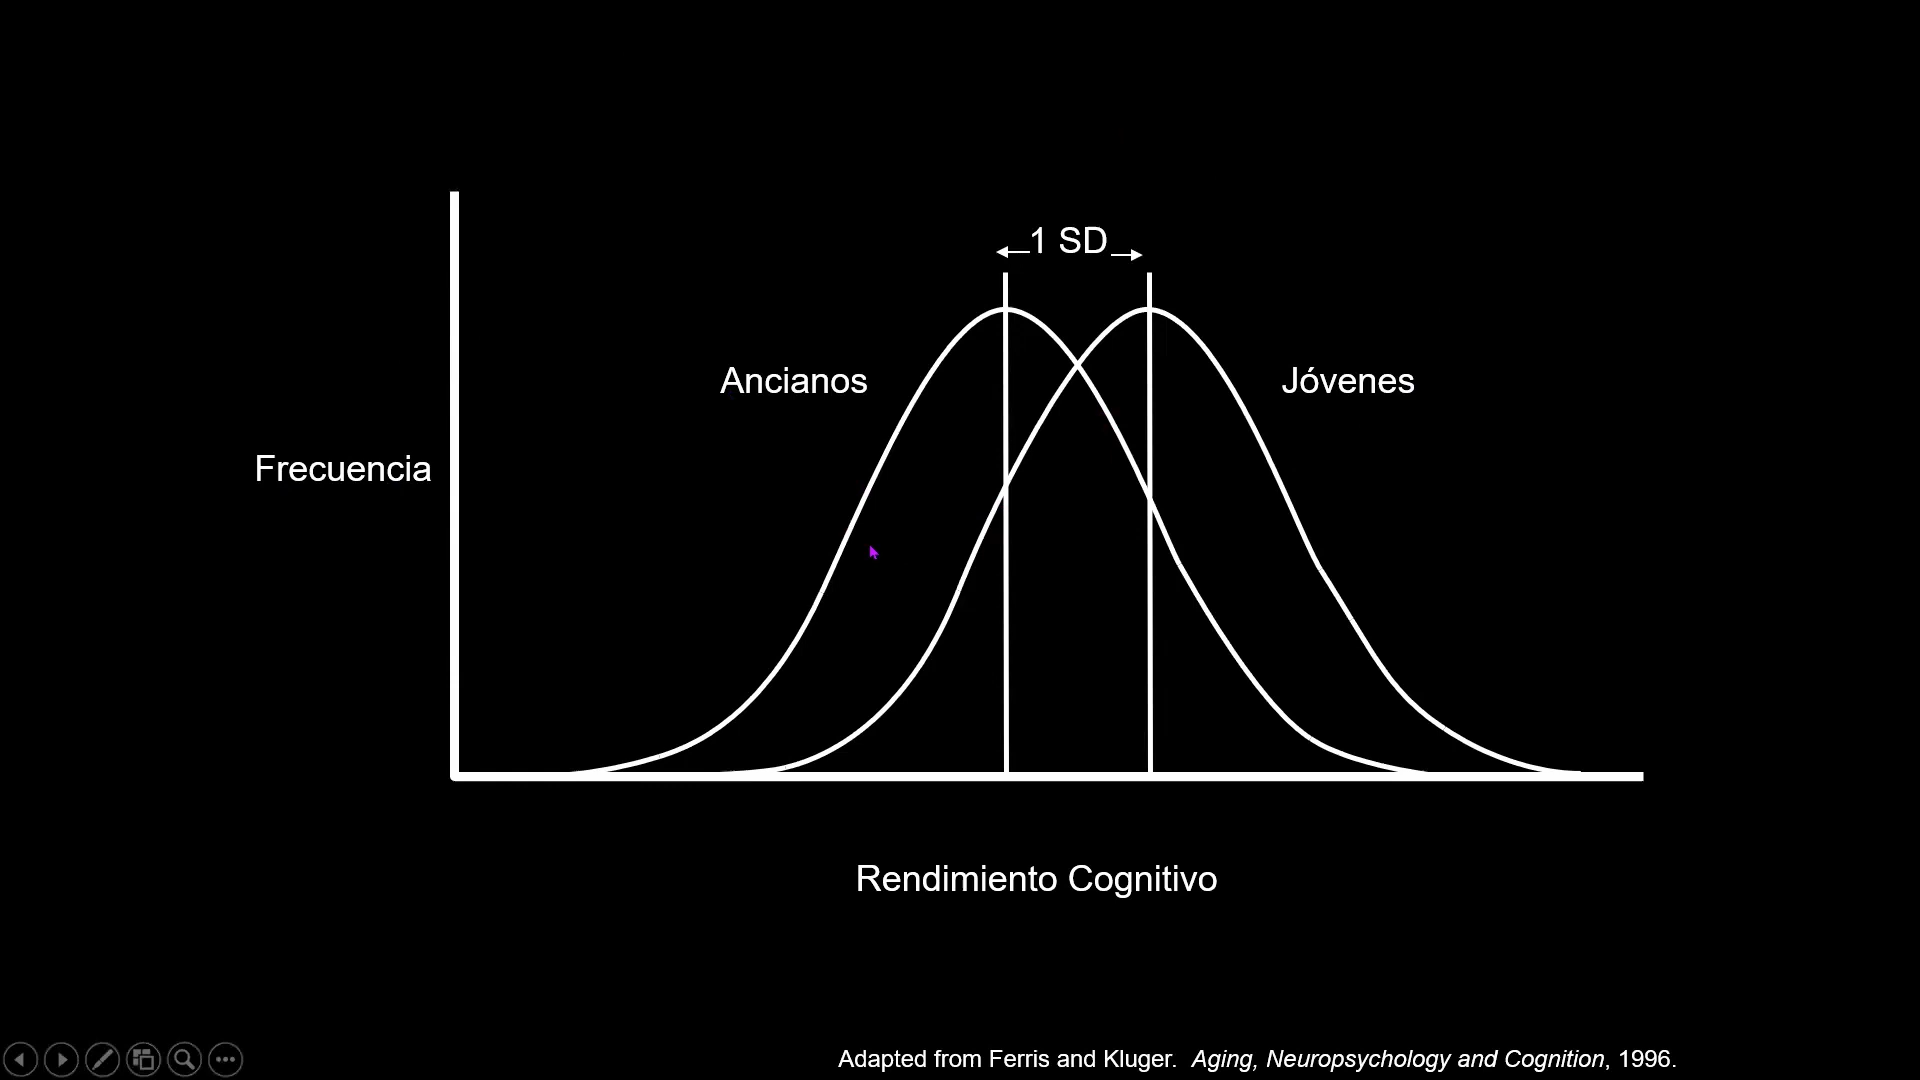 1 SD
Ancianos
Jóvenes
Frecuencia
Rendimiento Cognitivo
Adapted from Ferris and Kluger. Aging, Neuropsychology and Cognition, 1996.